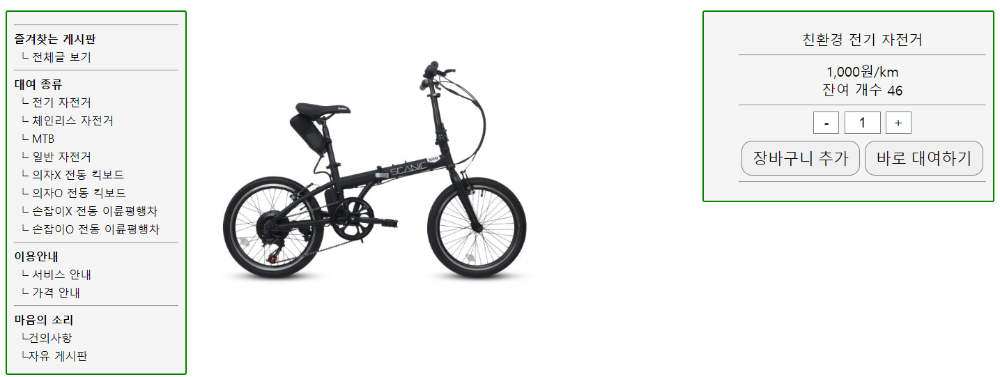 즐겨찾는 게시판
└ 전체글 보기
대여 종류
└ 전기 자전거
└ 체인리스 자전거
└ MTB
└ 일반 자전거
└ 의자X 전동 킥보드
└ 의자O 전동 킥보드
└ 손잡이X 전동 이륜평행차
└ 손잡이O 전동 이륜평행차
이용안내
└ 서비스 안내
└ 가격 안내
마음의 소리
└건의사항
└자유 게시판
SCANIC
친환경 전기 자전거
1,000원/km
잔여 개수 46
- 1 +
장바구니 추가 바로 대여하기